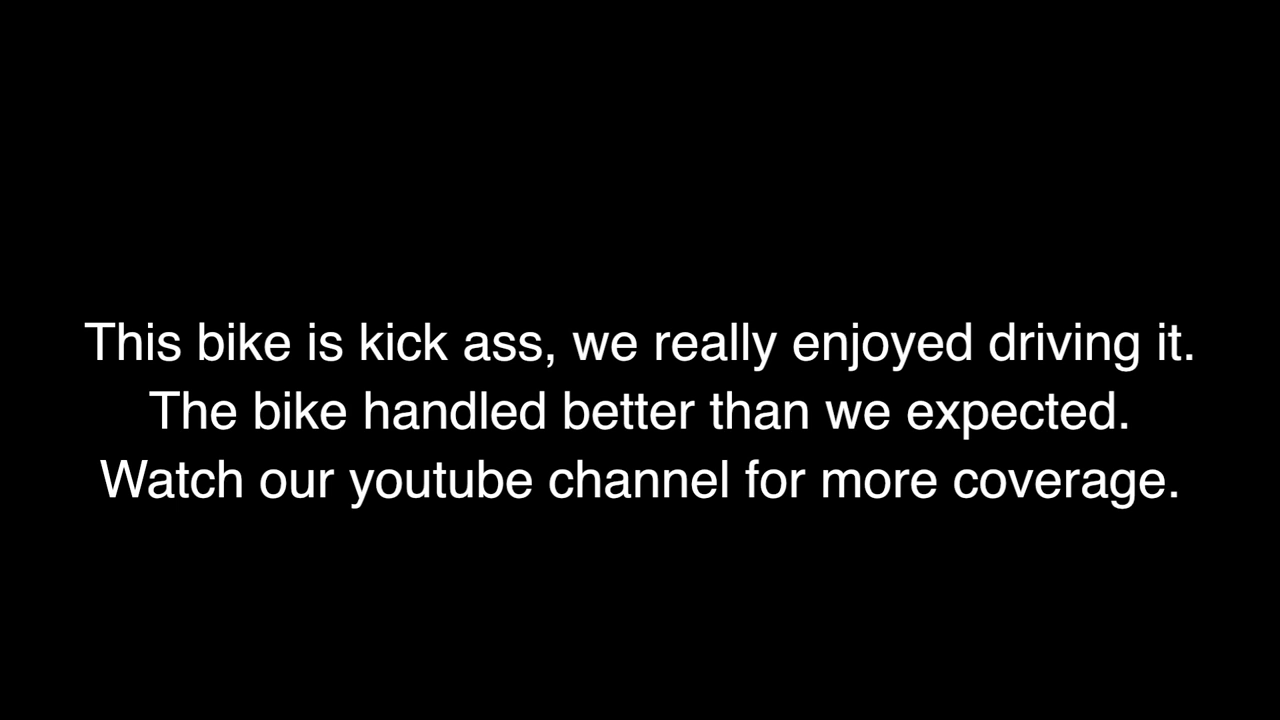 This bike is kick ass, we really enjoyed driving it.
The bike handled better than we expected.
Watch our youtube channel for more coverage.